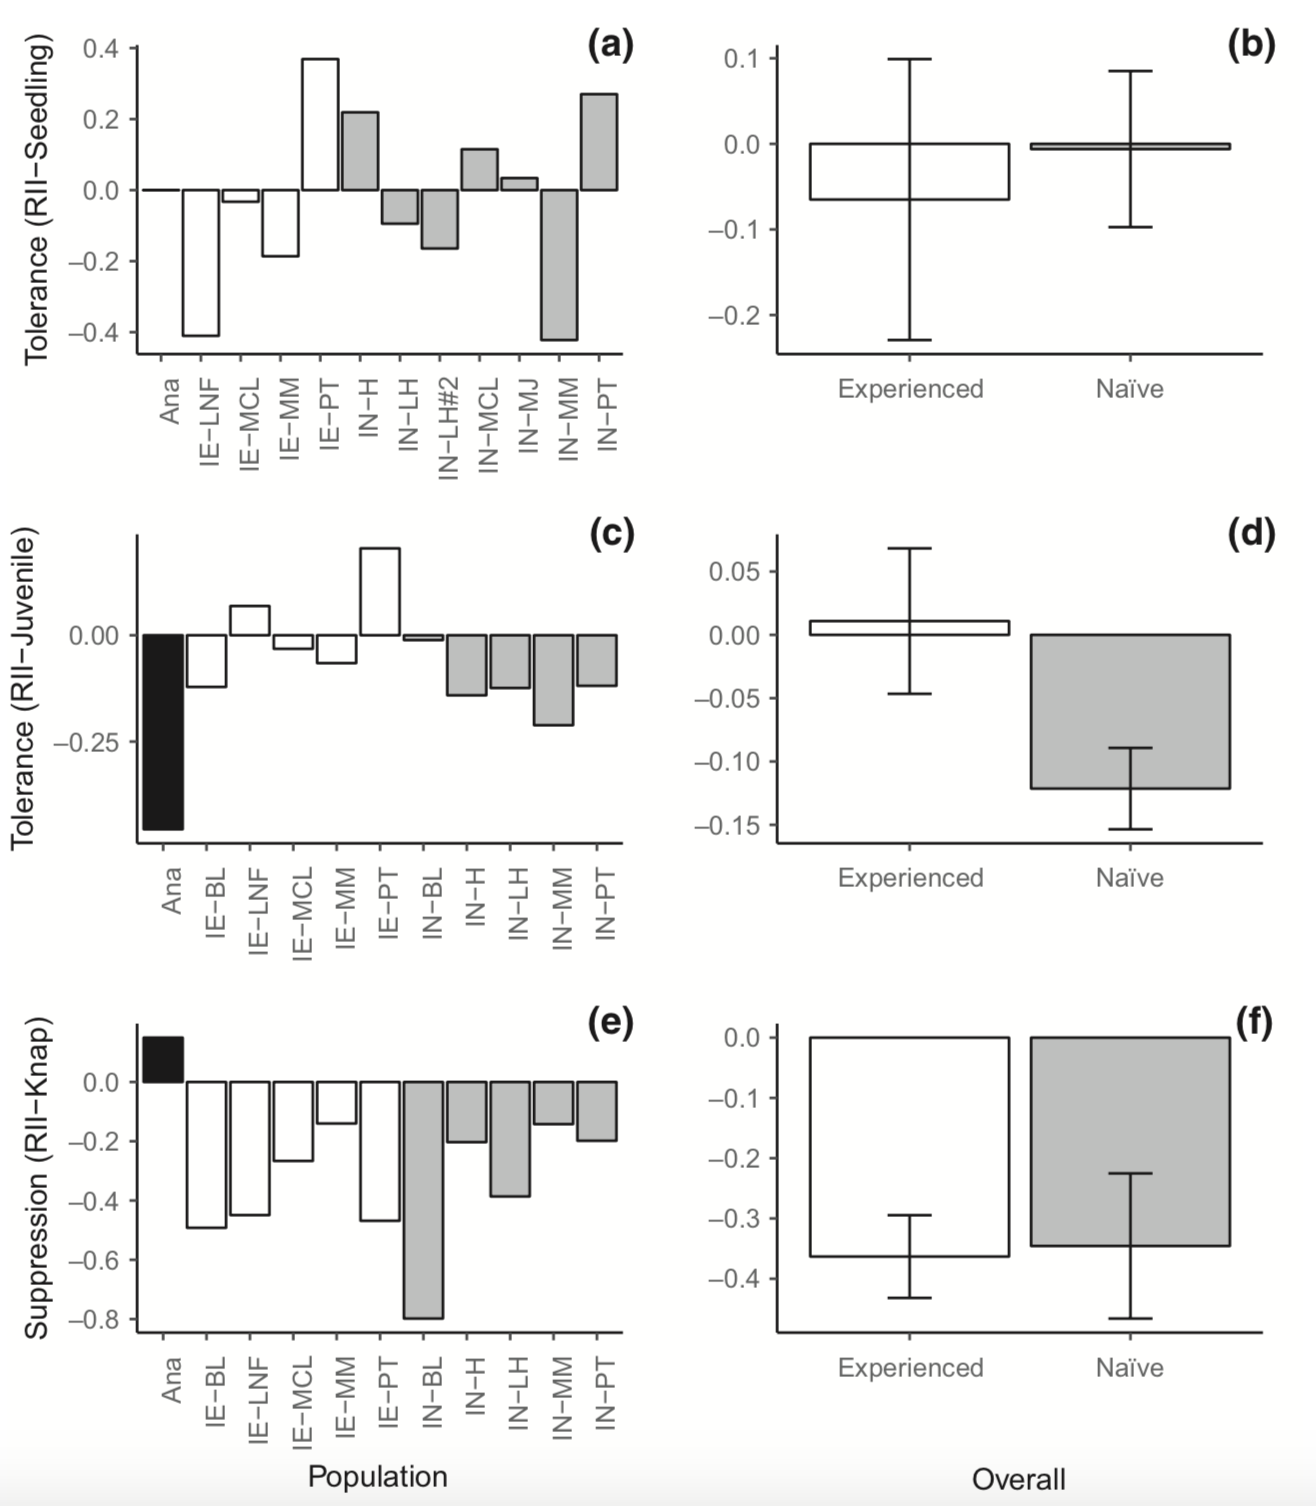 (a)
Tolerance (RII−Seedling)
0.4
0.2
0.0
−0.2
−0.4
Ana
IE−LNF
IE−MCL
IE−MM
IE−PT
IN−H
IN−LH
IN−LH#2
IN−MCL
IN−MJ
IN−MM
IN−PT
(b)
0.1
0.0
−0.1
−0.2
Experienced
Naïve
(c)
Tolerance (RII−Juvenile)
0.00
−0.25
Ana
IE−BL
IE−LNF
IE−MCL
IE−MM
IE−PT
IN−BL
IN−H
IN−LH
IN−MM
IN−PT
(d)
0.05
0.00
−0.05
−0.10
−0.15
Experienced
Naïve
(e)
Suppression (RII−Knap)
0.0
−0.2
−0.4
−0.6
−0.8
Ana
IE−BL
IE−LNF
IE−MCL
IE−MM
IE−PT
IN−BL
IN−H
IN−LH
IN−MM
IN−PT
Population
(f)
0.0
−0.1
−0.2
−0.3
−0.4
Experienced
Naïve
Overall